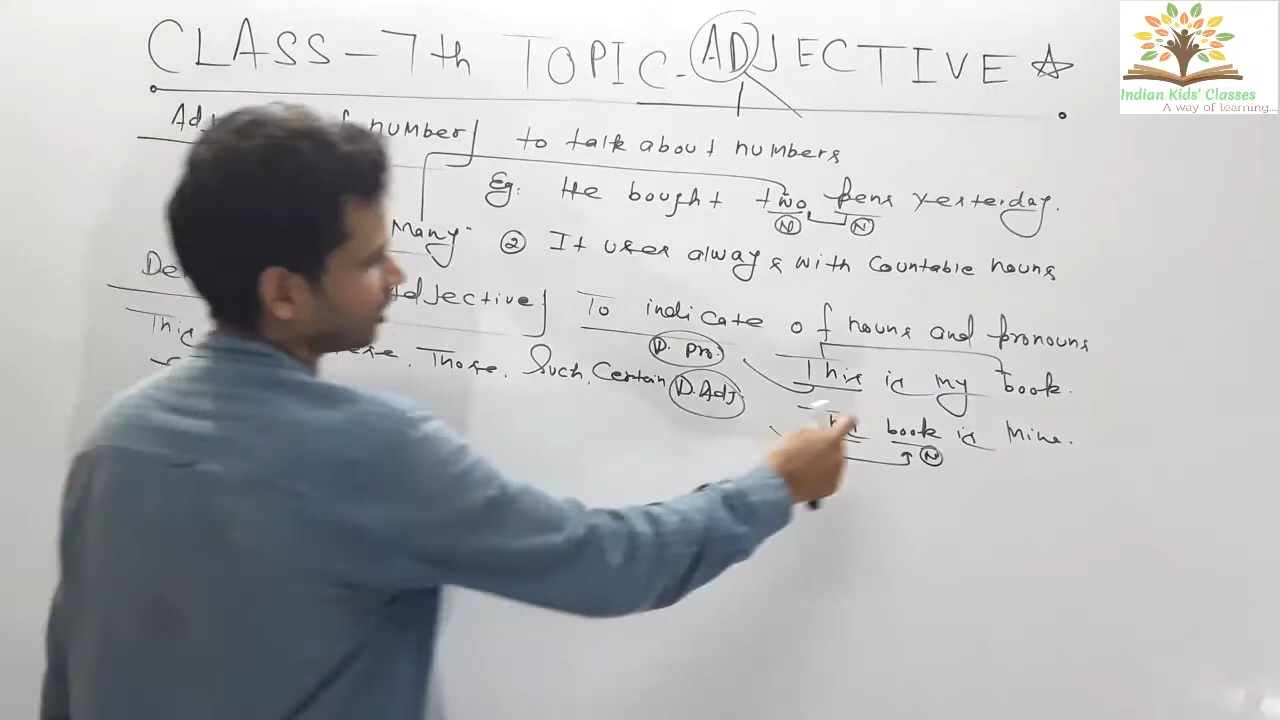 CLASS - 7th TOPIC - ADJECTIVE
Indian Kids' Classes
A way of learning...
number] to talk about numbers
Eg: He bought two pens yesterday.
N N
Many ② It uses always with Countable nouns
Adjective] To indicate of nouns and pronouns
D. Pro. This is my book.
This Those, Such, Certain D. Adj.
book is Mine.
N